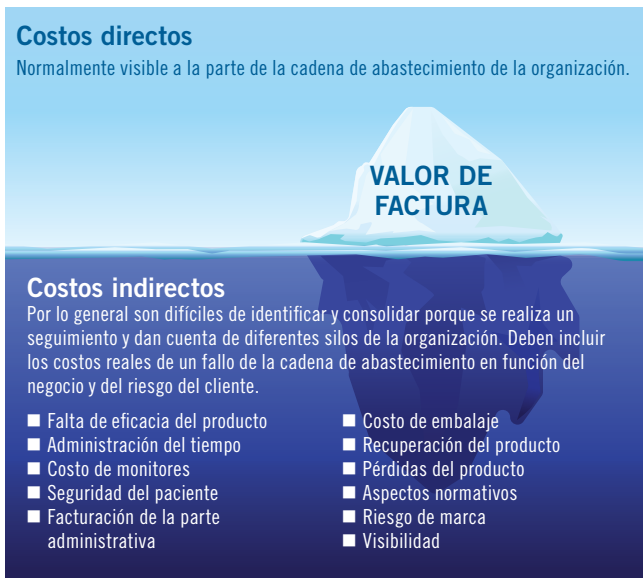 Costos directos
Normalmente visible a la parte de la cadena de abastecimiento de la organización.
VALOR DE
FACTURA
Costos indirectos
Por lo general son difíciles de identificar y consolidar porque se realiza un
seguimiento y dan cuenta de diferentes silos de la organización. Deben incluir
los costos reales de un fallo de la cadena de abastecimiento en función del
negocio y del riesgo del cliente.
■ Falta de eficacia del producto
■ Administración del tiempo
■ Costo de monitores
■ Seguridad del paciente
■ Facturación de la parte
administrativa
■ Costo de embalaje
■ Recuperación del producto
■ Pérdidas del producto
■ Aspectos normativos
■ Riesgo de marca
■ Visibilidad